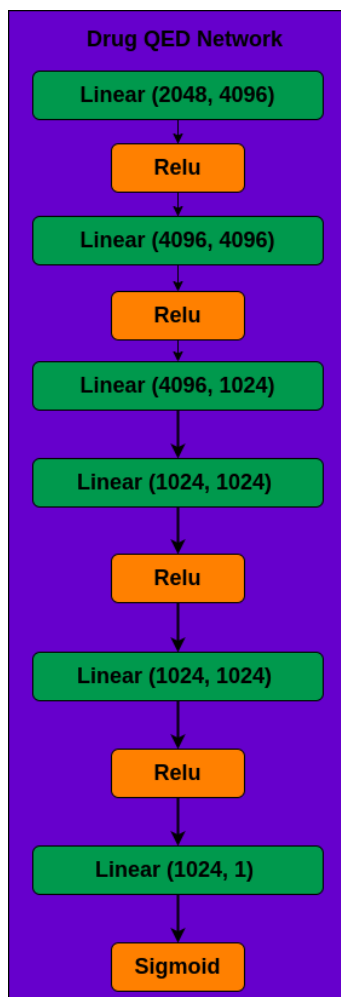 Drug QED Network
Linear (2048, 4096)
Relu
Linear (4096, 4096)
Relu
Linear (4096, 1024)
Linear (1024, 1024)
Relu
Linear (1024, 1024)
Relu
Linear (1024, 1)
Sigmoid